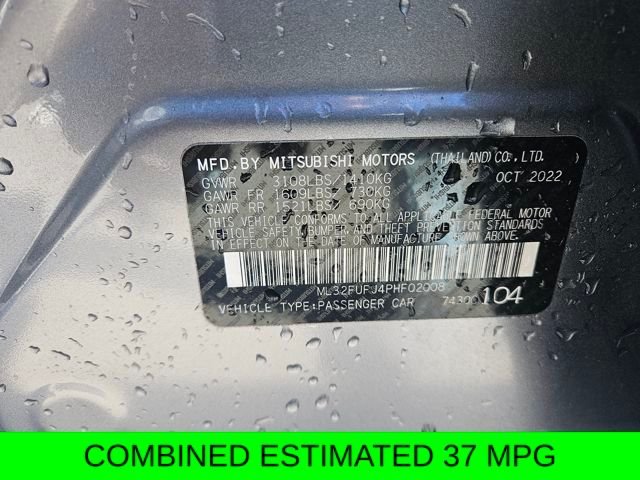 MFD. BY MITSUBISHI MOTORS (THAILAND) CO., LTD.
GVWR 3108LBS/1410KG OCT 2022
GAWR FR 1609LBS/ 730KG
GAWR RR 1521LBS/ 690KG
THIS VEHICLE CONFORMS TO ALL APPLICABLE FEDERAL MOTOR
VEHICLE SAFETY, BUMPER, AND THEFT PREVENTION STANDARDS
IN EFFECT ON THE DATE OF MANUFACTURE SHOWN ABOVE.
ML32FUFJ4PHF02008
VEHICLE TYPE:PASSENGER CAR 74300104
COMBINED ESTIMATED 37 MPG